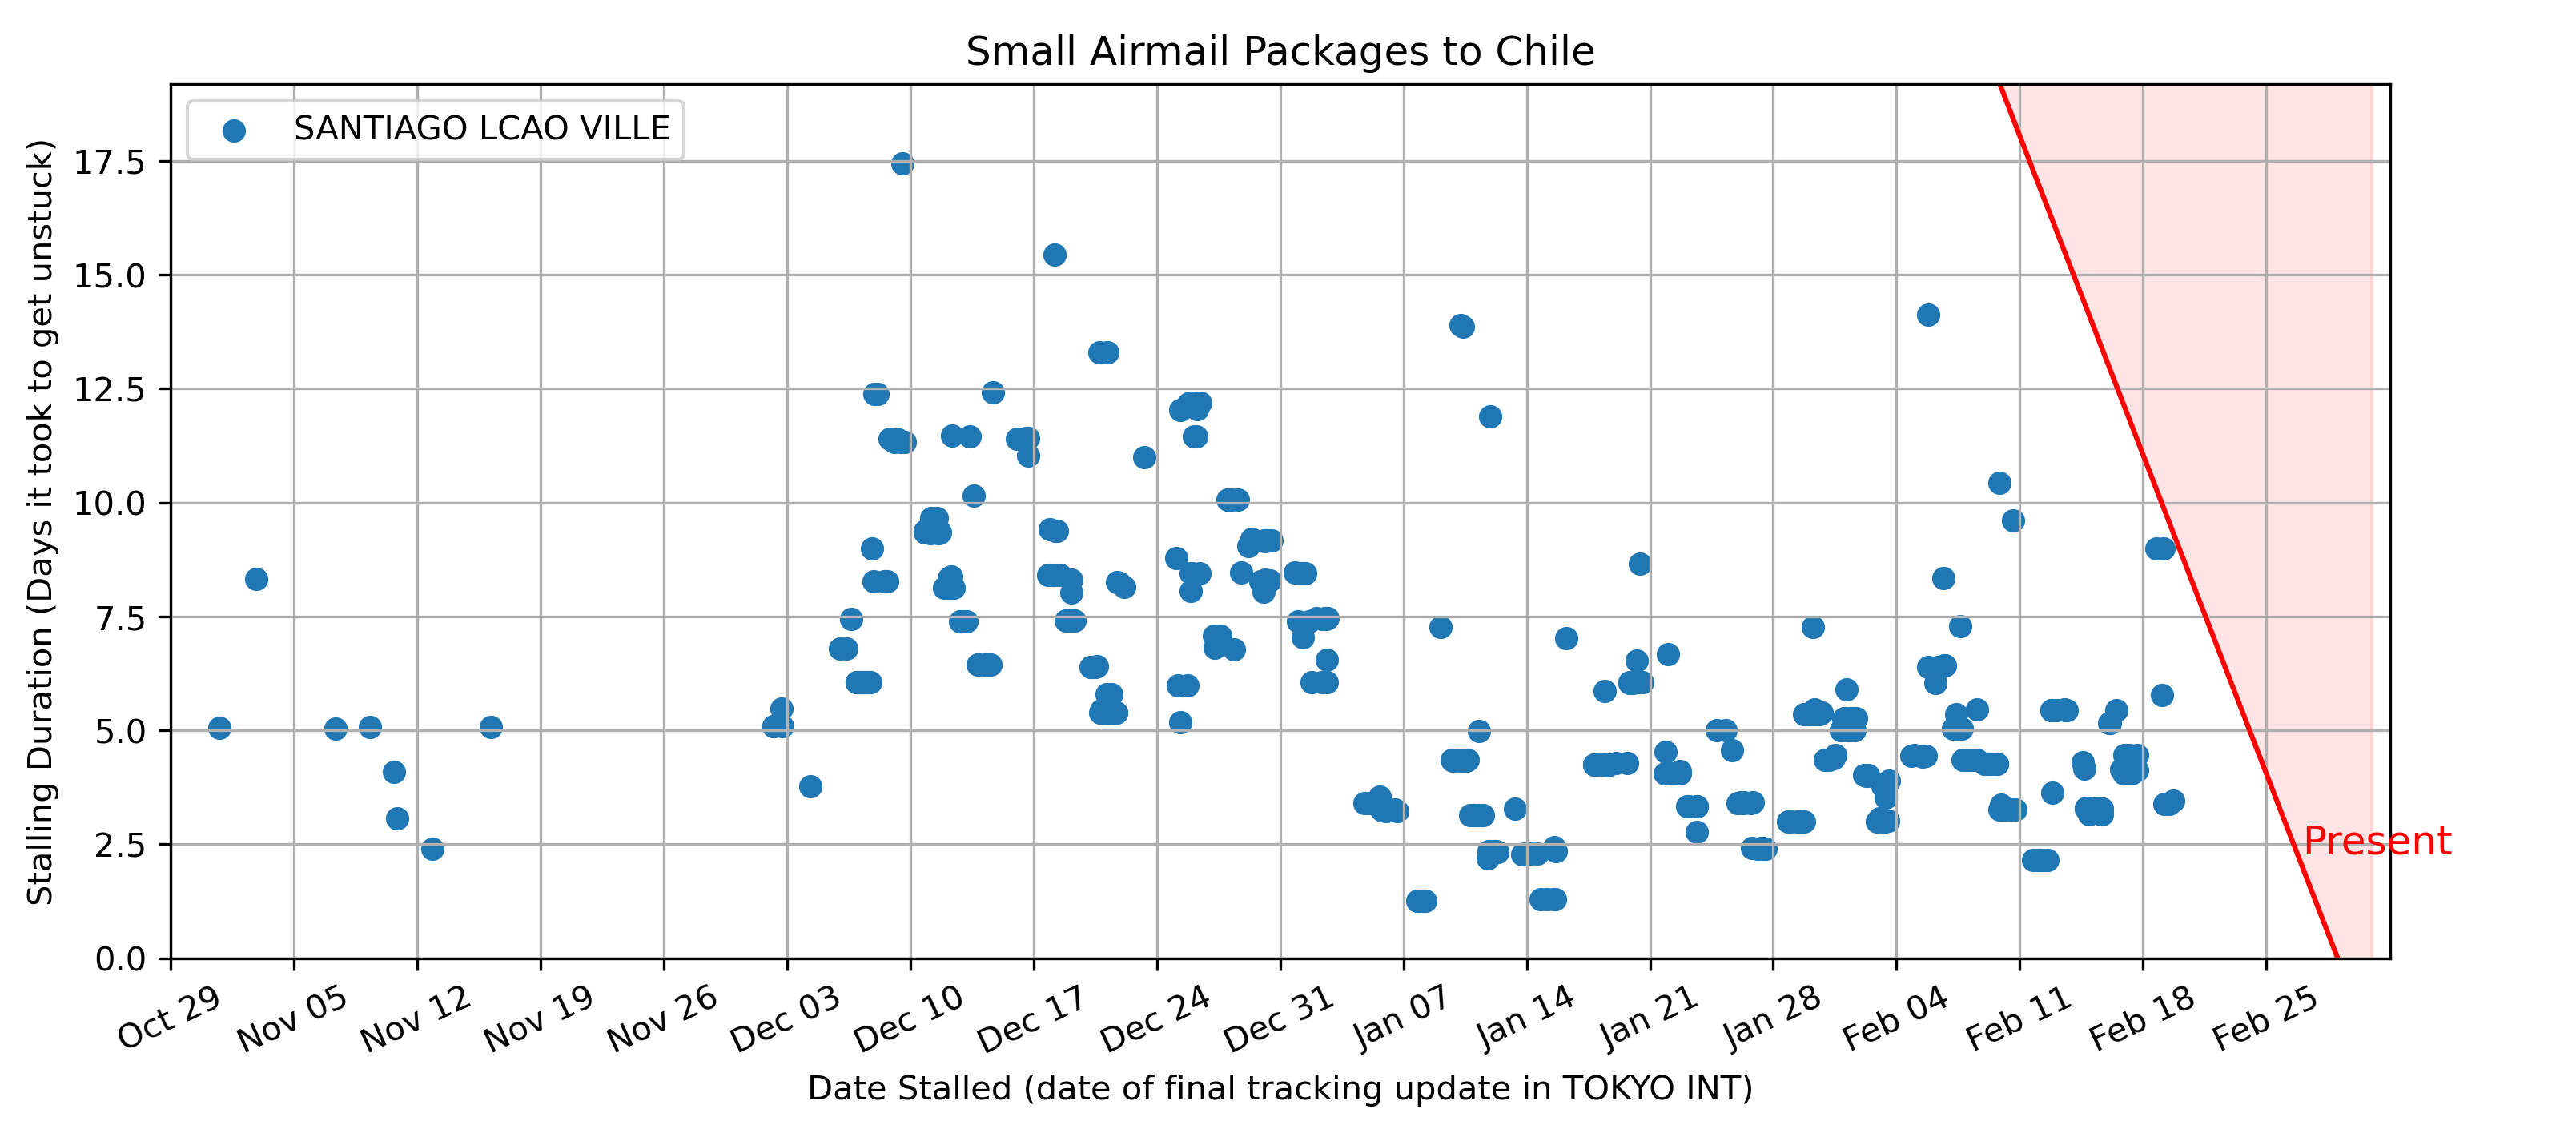 Small Airmail Packages to Chile
SANTIAGO LCAO VILLE
Stalling Duration (Days it took to get unstuck)
17.5
15.0
12.5
10.0
7.5
5.0
2.5
0.0
Present
Oct 29
Nov 05
Nov 12
Nov 19
Nov 26
Dec 03
Dec 10
Dec 17
Dec 24
Dec 31
Jan 07
Jan 14
Jan 21
Jan 28
Feb 04
Feb 11
Feb 18
Feb 25
Date Stalled (date of final tracking update in TOKYO INT)